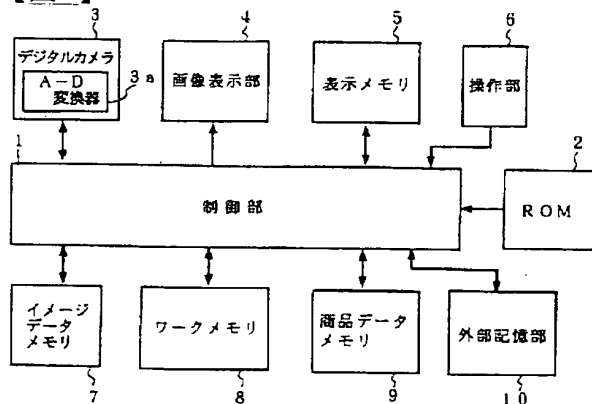 3
4
5
6
デジタルカメラ
A-D
変換器
3a
画像表示部
表示メモリ
操作部
1
2
制御部
ROM
イメージ
データ
メモリ
ワークメモリ
商品データ
メモリ
外部記憶部
7
8
9
10